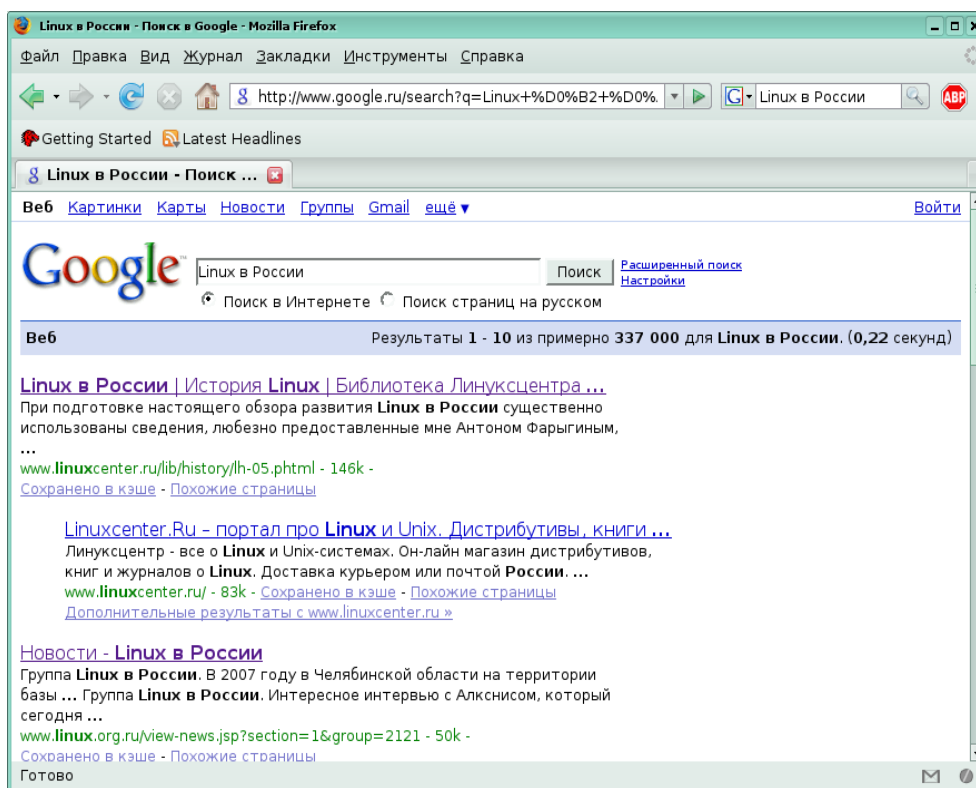 Linux в России - Поиск в Google - Mozilla Firefox
Файл Правка Вид Журнал Закладки Инструменты Справка
http://www.google.ru/search?q=Linux+%D0%B2+%D0%. G Linux в России ABP
Getting Started Latest Headlines
Linux в России - Поиск ...
Веб Картинки Карты Новости Группы Gmail ещё Войти
Google™ Linux в России Поиск Расширенный поиск
Настройки
Поиск в Интернете Поиск страниц на русском
Веб Результаты 1 - 10 из примерно 337 000 для Linux в России. (0,22 секунд)
Linux в России | История Linux | Библиотека Линуксцентра ...
При подготовке настоящего обзора развития Linux в России существенно
использованы сведения, любезно предоставленные мне Антоном Фарыгиным,
...
www.linuxcenter.ru/lib/history/lh-05.phtml - 146k -
Сохранено в кэше - Похожие страницы
Linuxcenter.Ru – портал про Linux и Unix. Дистрибутивы, книги ...
Линуксцентр - все о Linux и Unix-системах. Он-лайн магазин дистрибутивов,
книг и журналов о Linux. Доставка курьером или почтой России. ...
www.linuxcenter.ru/ - 83k - Сохранено в кэше - Похожие страницы
Дополнительные результаты с www.linuxcenter.ru »
Новости - Linux в России
Группа Linux в России. В 2007 году в Челябинской области на территории
базы ... Группа Linux в России. Интересное интервью с Алкснисом, который
сегодня ...
www.linux.org.ru/view-news.jsp?section=1&group=2121 - 50k -
Сохранено в кэше - Похожие страницы
Готово